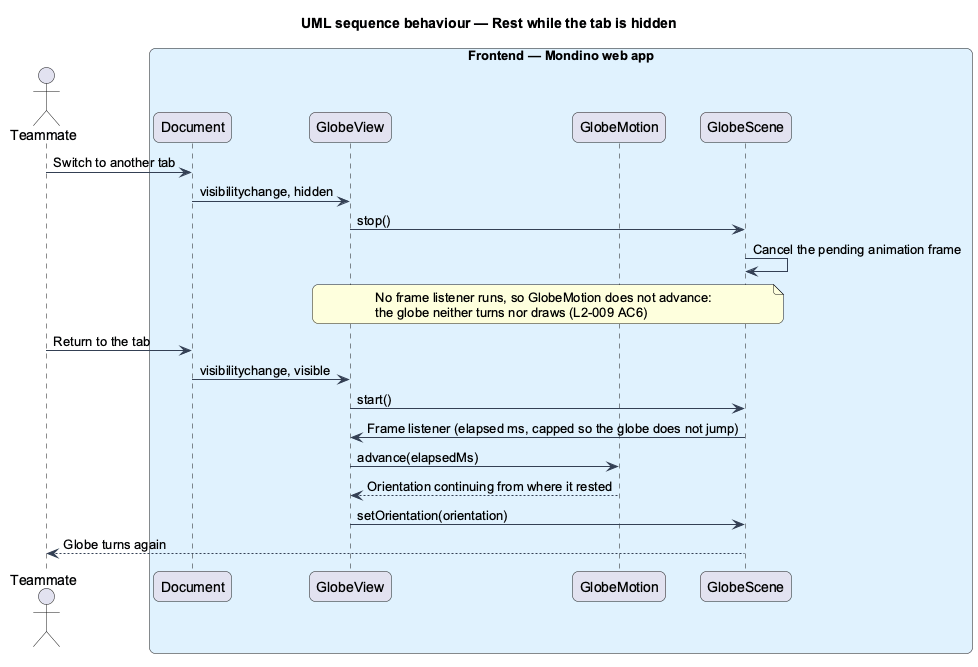 UML sequence behaviour — Rest while the tab is hidden
Frontend — Mondino web app
Teammate
Document
GlobeView
GlobeMotion
GlobeScene
Switch to another tab
visibilitychange, hidden
stop()
Cancel the pending animation frame
No frame listener runs, so GlobeMotion does not advance:
the globe neither turns nor draws (L2-009 AC6)
Return to the tab
visibilitychange, visible
start()
Frame listener (elapsed ms, capped so the globe does not jump)
advance(elapsedMs)
Orientation continuing from where it rested
setOrientation(orientation)
Globe turns again
Teammate
Document
GlobeView
GlobeMotion
GlobeScene